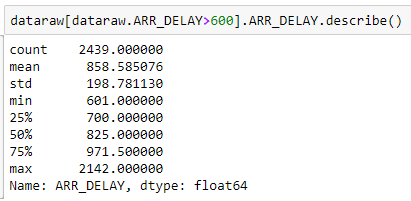 dataraw[dataraw.ARR_DELAY>600].ARR_DELAY.describe()
count    2439.000000
mean      858.585076
std       198.781130
min       601.000000
25%       700.000000
50%       825.000000
75%       971.500000
max      2142.000000
Name: ARR_DELAY, dtype: float64